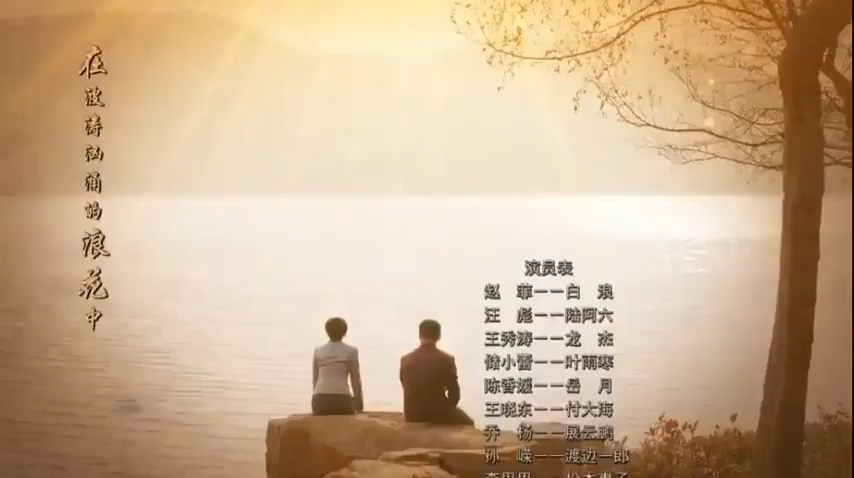 在波涛汹涌的浪花中
演员表
赵　菲——白　浪
汪　彪——陆阿六
王秀涛——龙　杰
储小蕾——叶雨寒
陈香媛——岳　月
王晓东——付大海
乔　杨——展云鹏
孙　嵘——渡边一郎